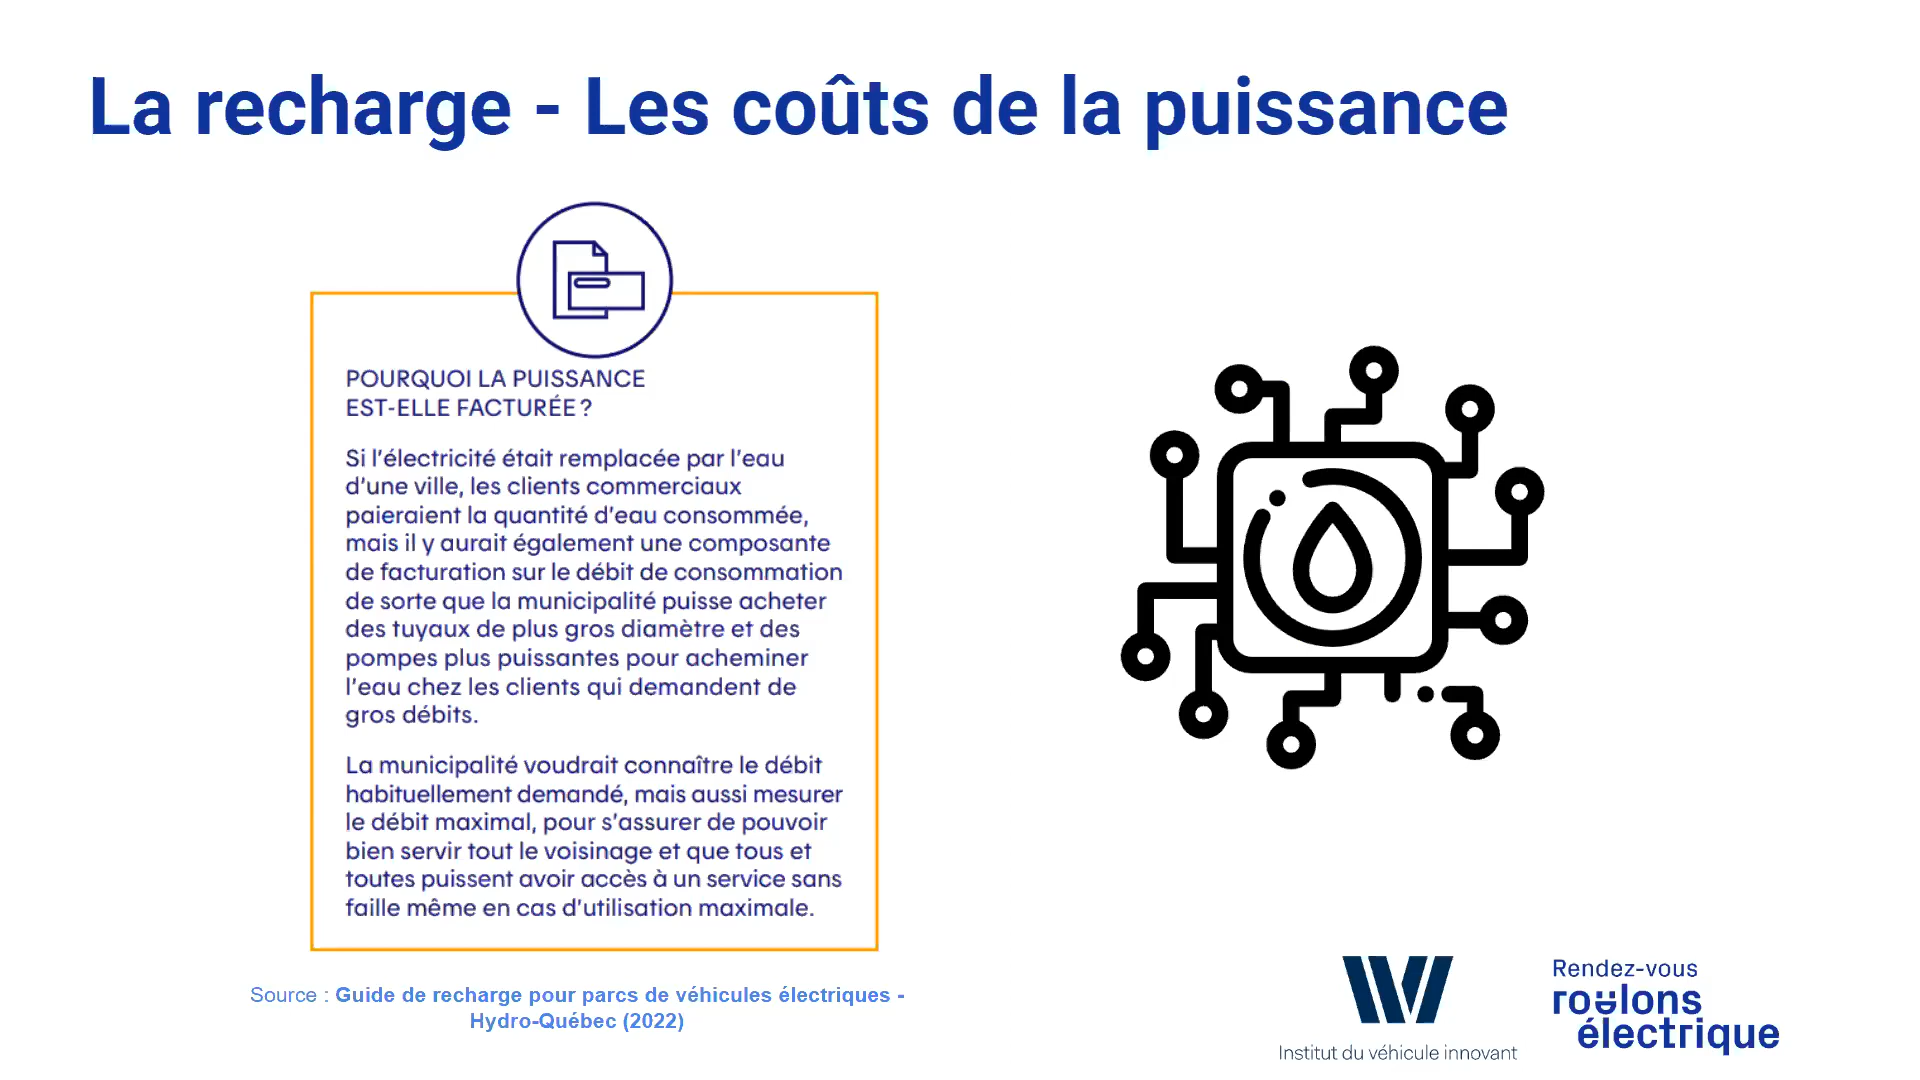 La recharge - Les coûts de la puissance
POURQUOI LA PUISSANCE
EST-ELLE FACTURÉE ?
Si l'électricité était remplacée par l'eau
d'une ville, les clients commerciaux
paieraient la quantité d'eau consommée,
mais il y aurait également une composante
de facturation sur le débit de consommation
de sorte que la municipalité puisse acheter
des tuyaux de plus gros diamètre et des
pompes plus puissantes pour acheminer
l'eau chez les clients qui demandent de
gros débits.
La municipalité voudrait connaître le débit
habituellement demandé, mais aussi mesurer
le débit maximal, pour s'assurer de pouvoir
bien servir tout le voisinage et que tous et
toutes puissent avoir accès à un service sans
faille même en cas d'utilisation maximale.
Source : Guide de recharge pour parcs de véhicules électriques -
Hydro-Québec (2022)
Institut du véhicule innovant
Rendez-vous
roulons
électrique